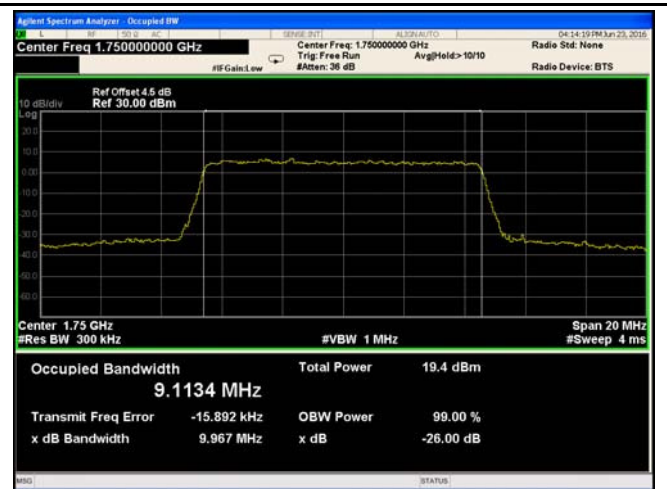 Agilent Spectrum Analyzer - Occupied BW
RF 50 Ω AC SENSE:INT ALIGNAUTO 04:14:19 PM Jun 23, 2016
Center Freq 1.750000000 GHz Center Freq: 1.750000000 GHz Radio Std: None
Trig: Free Run Avg|Hold:> 10/10
#IFGain:Low #Atten: 36 dB Radio Device: BTS
Ref Offset 4.5 dB
10 dB/div Ref 30.00 dBm
Log
20.0
10.0
0.00
-10.0
-20.0
-30.0
-40.0
-50.0
-60.0
Center 1.75 GHz Span 20 MHz
#Res BW 300 kHz #VBW 1 MHz #Sweep 4 ms
Occupied Bandwidth Total Power 19.4 dBm
9.1134 MHz
Transmit Freq Error -15.892 kHz OBW Power 99.00 %
x dB Bandwidth 9.967 MHz x dB -26.00 dB
MSG STATUS